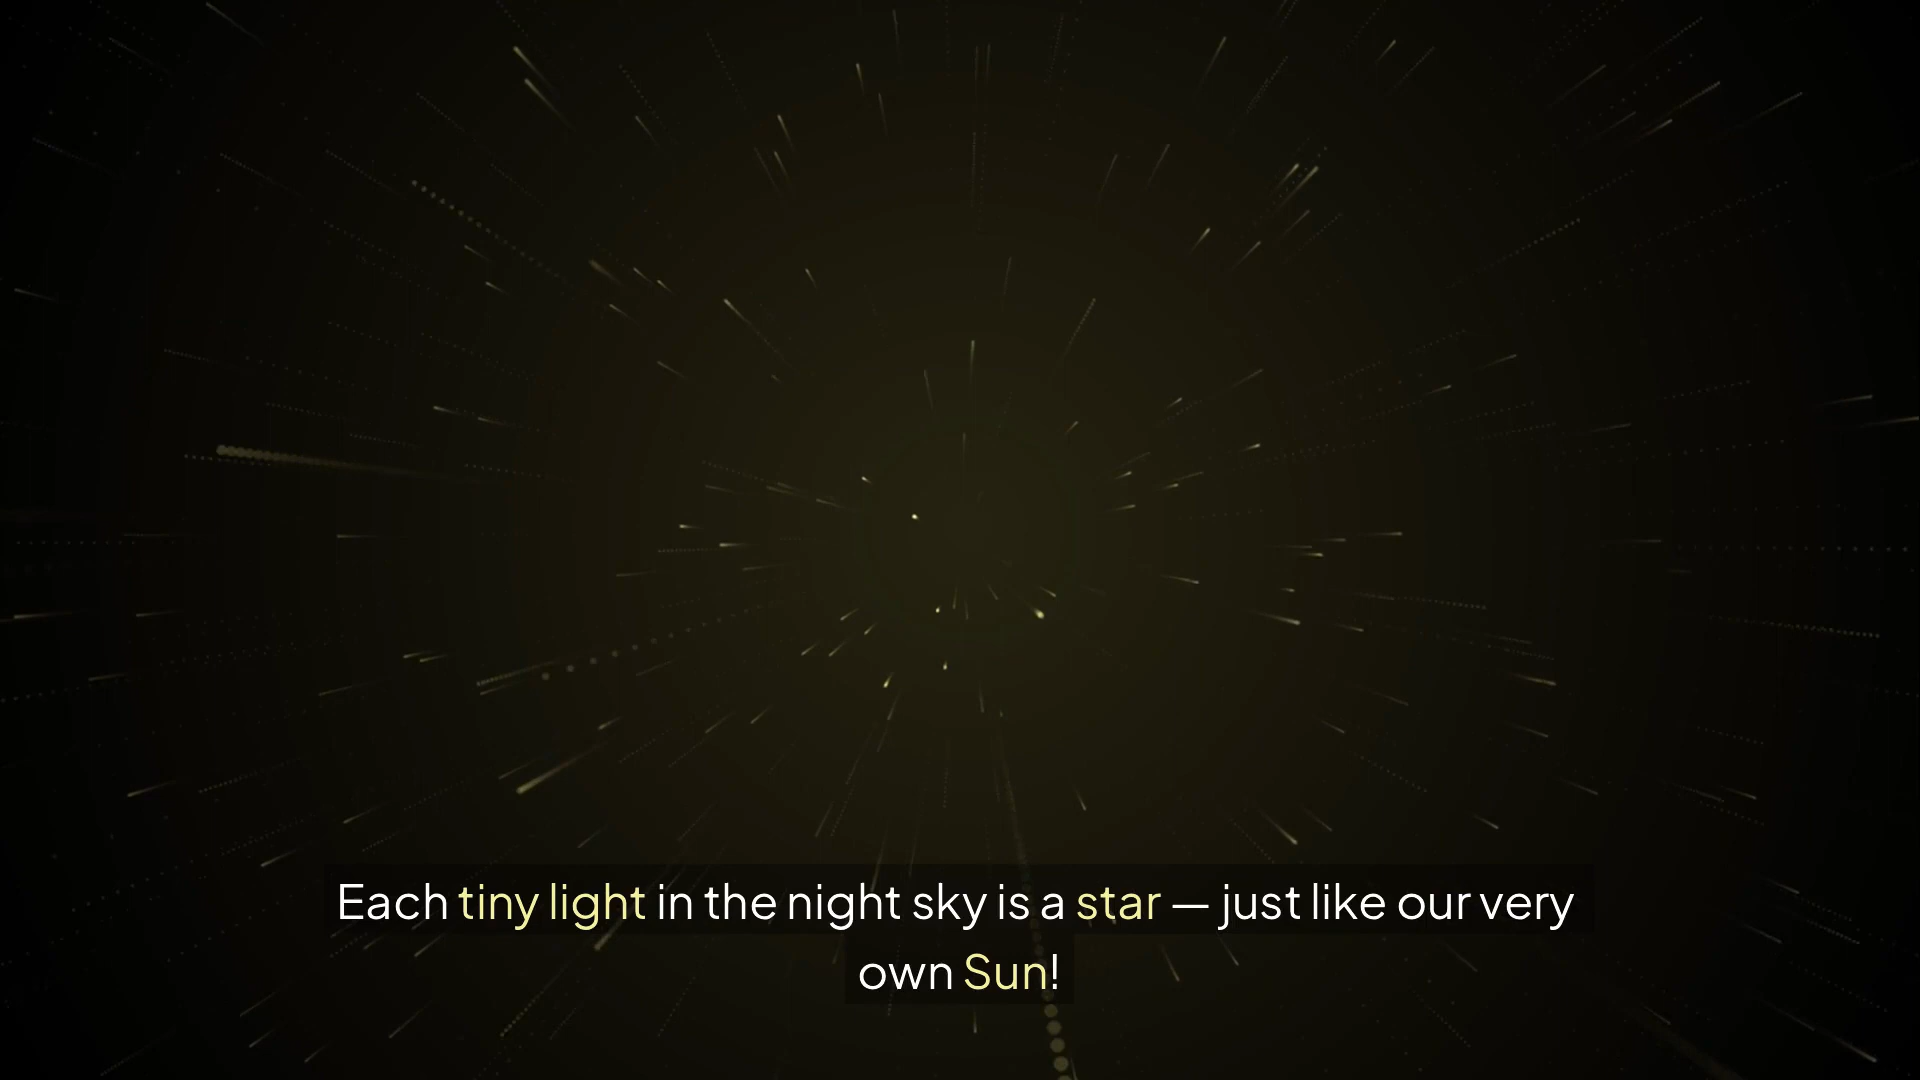 Each tiny light in the night sky is a star — just like our very
own Sun!